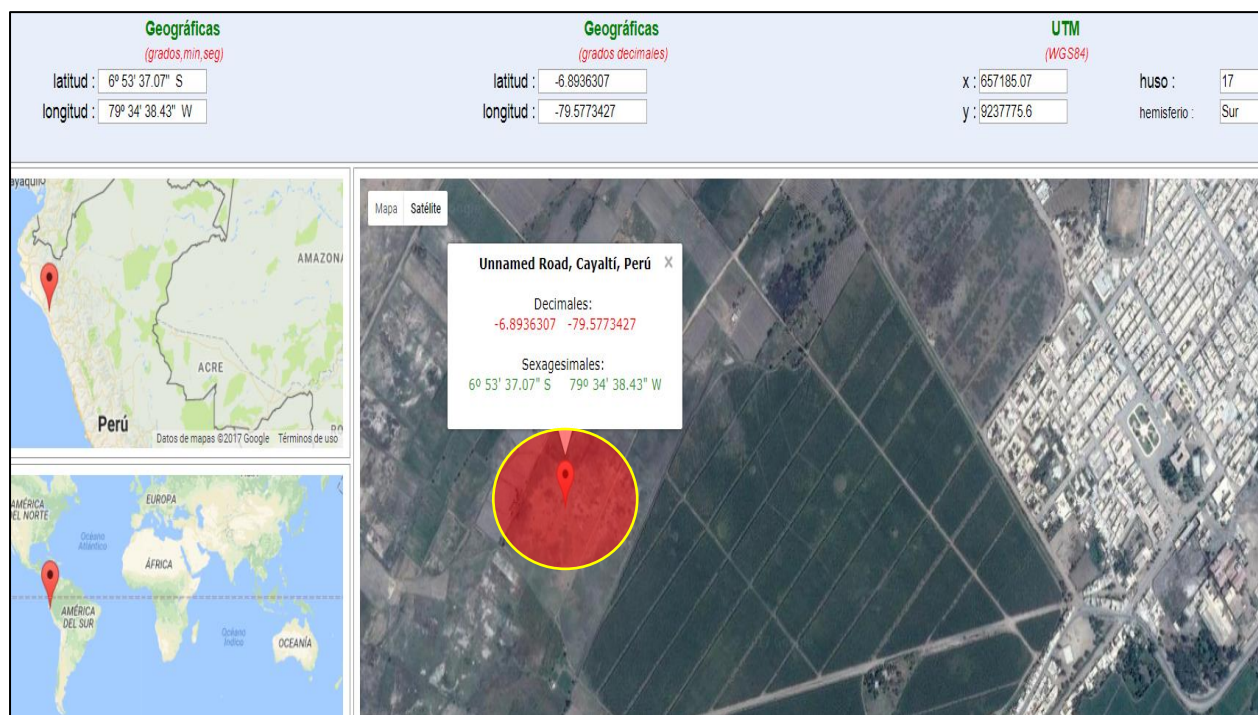 Geográficas
(grados,min,seg)
latitud : 6º 53' 37.07" S
longitud : 79º 34' 38.43" W
Geográficas
(grados decimales)
latitud : -6.8936307
longitud : -79.5773427
UTM
(WGS84)
x : 657185.07 huso : 17
y : 9237775.6 hemisferio : Sur
ayaquil
AMAZONA
ACRE
Perú
Datos de mapas ©2017 Google Términos de uso
AMÉRICA
DEL NORTE
EUROPA
Océano
Atlántico
ÁFRICA
AMÉRICA
DEL SUR
Océano
Índico
OCEANÍA
Mapa Satélite
Unnamed Road, Cayaltí, Perú ×
Decimales:
-6.8936307 -79.5773427
Sexagesimales:
6º 53' 37.07" S 79º 34' 38.43" W